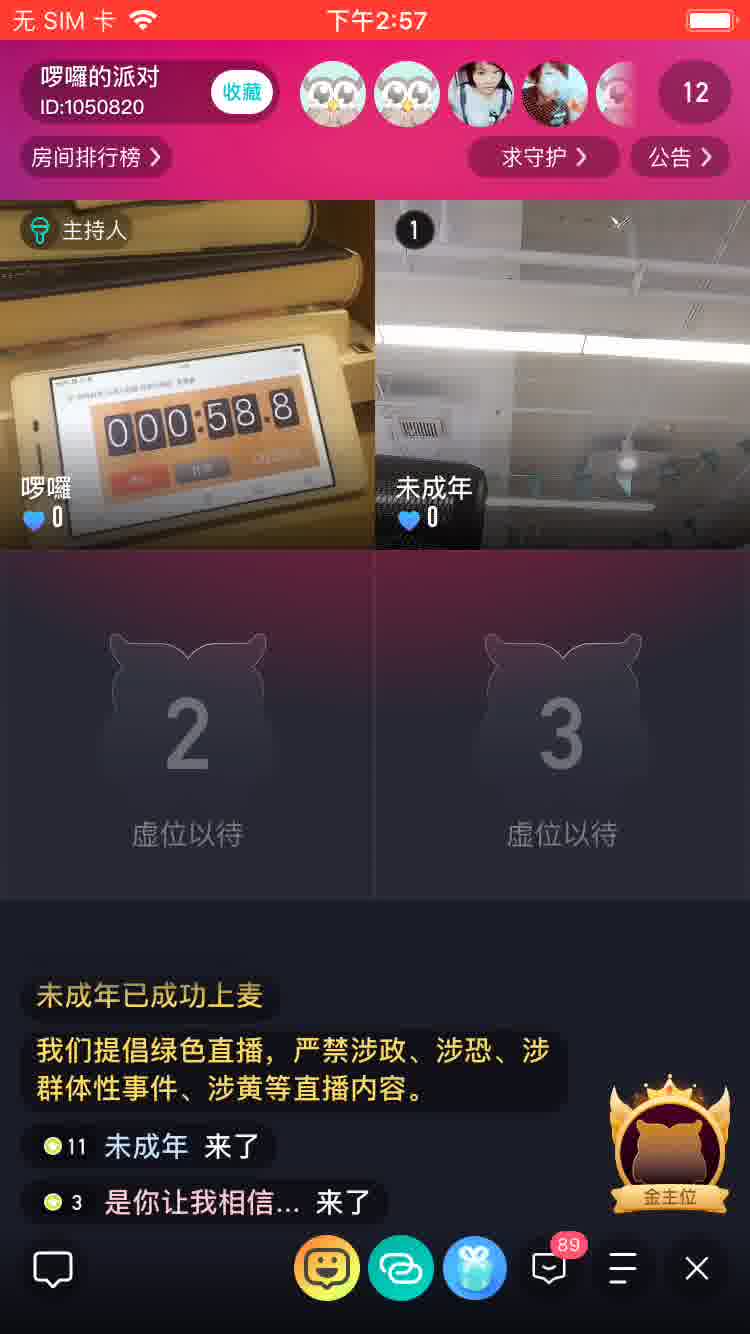 无 SIM 卡
下午2:57
啰囉的派对
ID:1050820
收藏
12
房间排行榜
求守护
公告
主持人
1
000:58.8
啰囉
0
未成年
0
2
3
虚位以待
虚位以待
未成年已成功上麦
我们提倡绿色直播，严禁涉政、涉恐、涉
群体性事件、涉黄等直播内容。
11 未成年 来了
3 是你让我相信... 来了
金主位
89